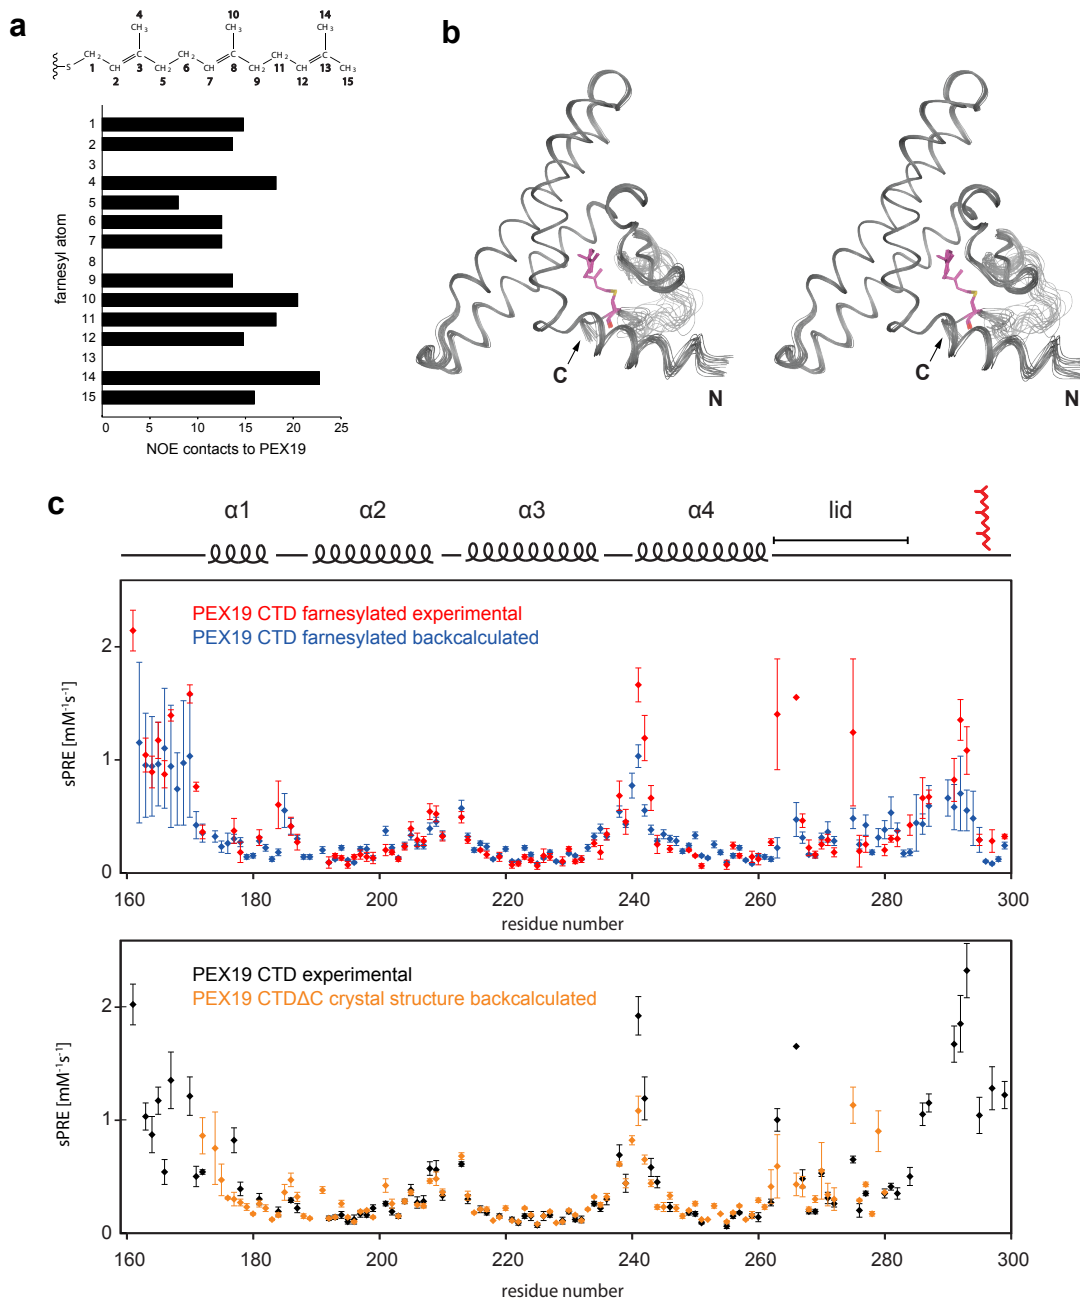 a
4 10 14
CH3 CH3 CH3
S CH2 C CH2 C CH2 C
1 3 6 8 11 13
CH CH2 CH CH2 CH CH3
2 5 7 9 12 15
farnesyl atom
1
2
3
4
5
6
7
8
9
10
11
12
13
14
15
0 5 10 15 20 25
NOE contacts to PEX19
b
C N
C N
c
α1 α2 α3 α4 lid
PEX19 CTD farnesylated experimental
PEX19 CTD farnesylated backcalculated
sPRE [mM-1s-1]
2
1
0
160 180 200 220 240 260 280 300
residue number
PEX19 CTD experimental
PEX19 CTDΔC crystal structure backcalculated
sPRE [mM-1s-1]
2
1
0
160 180 200 220 240 260 280 300
residue number